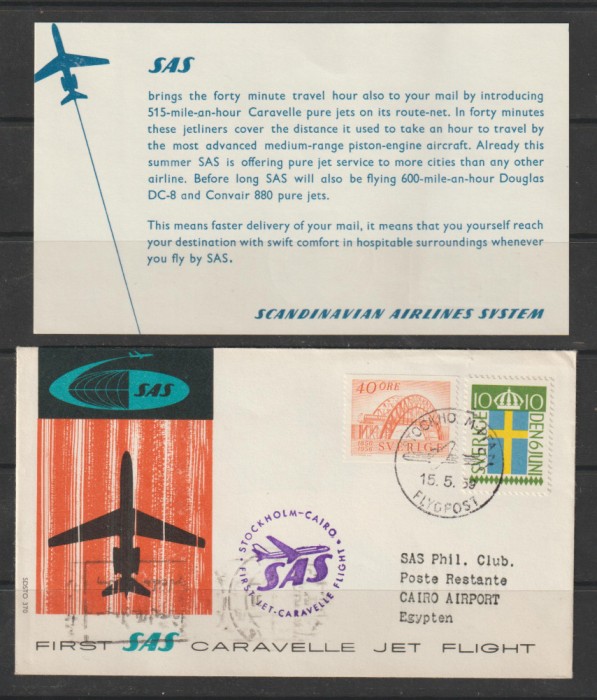 SAS
brings the forty minute travel hour also to your mail by introducing
515-mile-an-hour Caravelle pure jets on its route-net. In forty minutes
these jetliners cover the distance it used to take an hour to travel by
the most advanced medium-range piston-engine aircraft. Already this
summer SAS is offering pure jet service to more cities than any other
airline. Before long SAS will also be flying 600-mile-an-hour Douglas
DC-8 and Convair 880 pure jets.
This means faster delivery of your mail, it means that you yourself reach
your destination with swift comfort in hospitable surroundings whenever
you fly by SAS.
SCANDINAVIAN AIRLINES SYSTEM
SAS
40 ÖRE
SVERIGE
10 10
SVERIGE
DEN 6 JUNI
STOCKHOLM
15. 5. 59
FLYGPOST
STOCKHOLM-CAIRO
SAS
FIRST JET-CARAVELLE FLIGHT
SAS Phil. Club.
Poste Restante
CAIRO AIRPORT
Egypten
FIRST SAS CARAVELLE JET FLIGHT